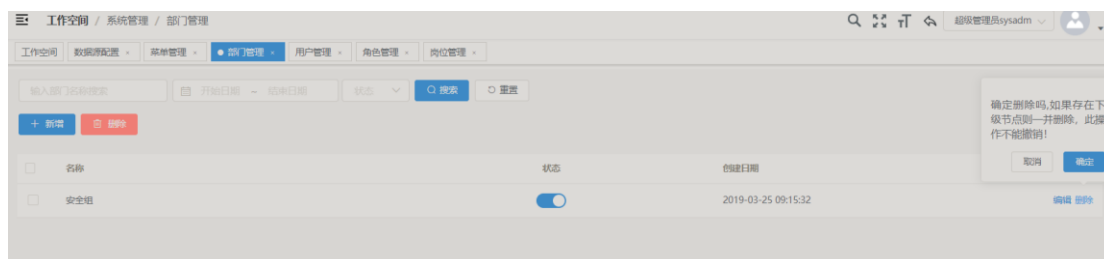 工作空间 / 系统管理 / 部门管理
超级管理员sysadm
工作空间 数据源配置 × 菜单管理 × 部门管理 × 用户管理 × 角色管理 × 岗位管理 ×
输入部门名称搜索 开始日期 - 结束日期 状态 搜索 重置
+ 新增 删除
确定删除吗,如果存在下
级节点则一并删除，此操
作不能撤销！
取消 确定
名称 状态 创建日期
安全组 2019-03-25 09:15:32 编辑 删除